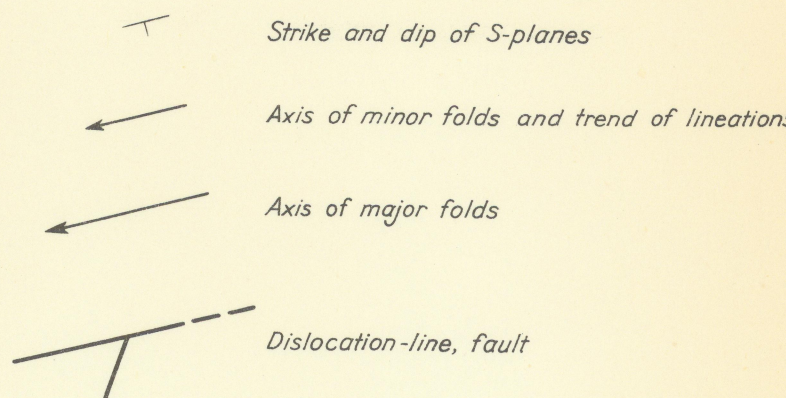 Strike and dip of S-planes
Axis of minor folds and trend of lineations
Axis of major folds
Dislocation-line, fault